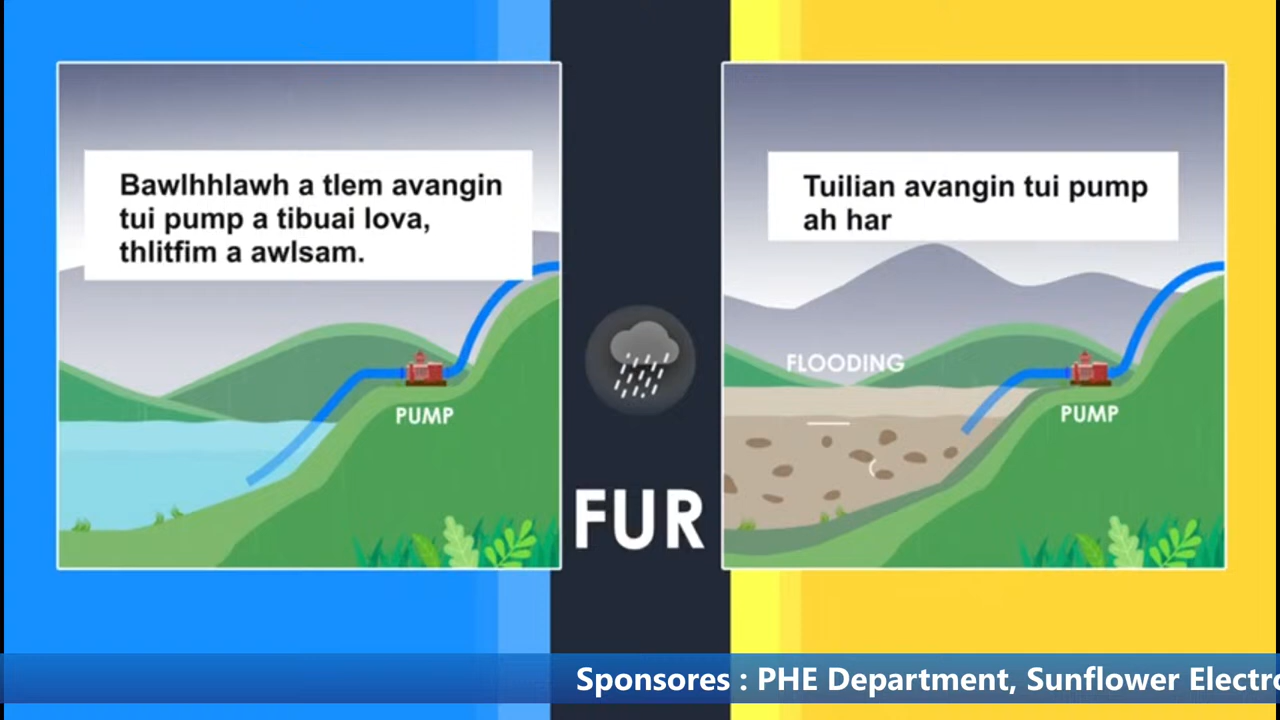 Bawlhhlawh a tlem avangin
tui pump a tibuai lova,
thlitfim a awlsam.
PUMP
FUR
Tuilian avangin tui pump
ah har
FLOODING
PUMP
Sponsores : PHE Department, Sunflower Electro